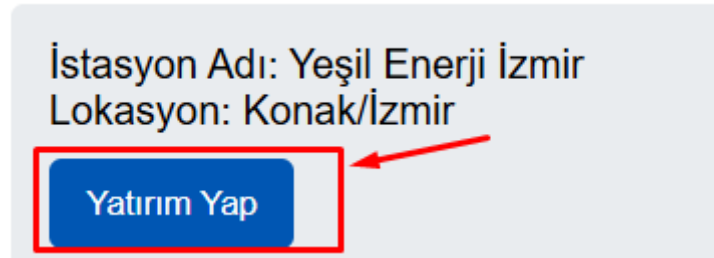 İstasyon Adı: Yeşil Enerji İzmir
Lokasyon: Konak/İzmir
Yatırım Yap